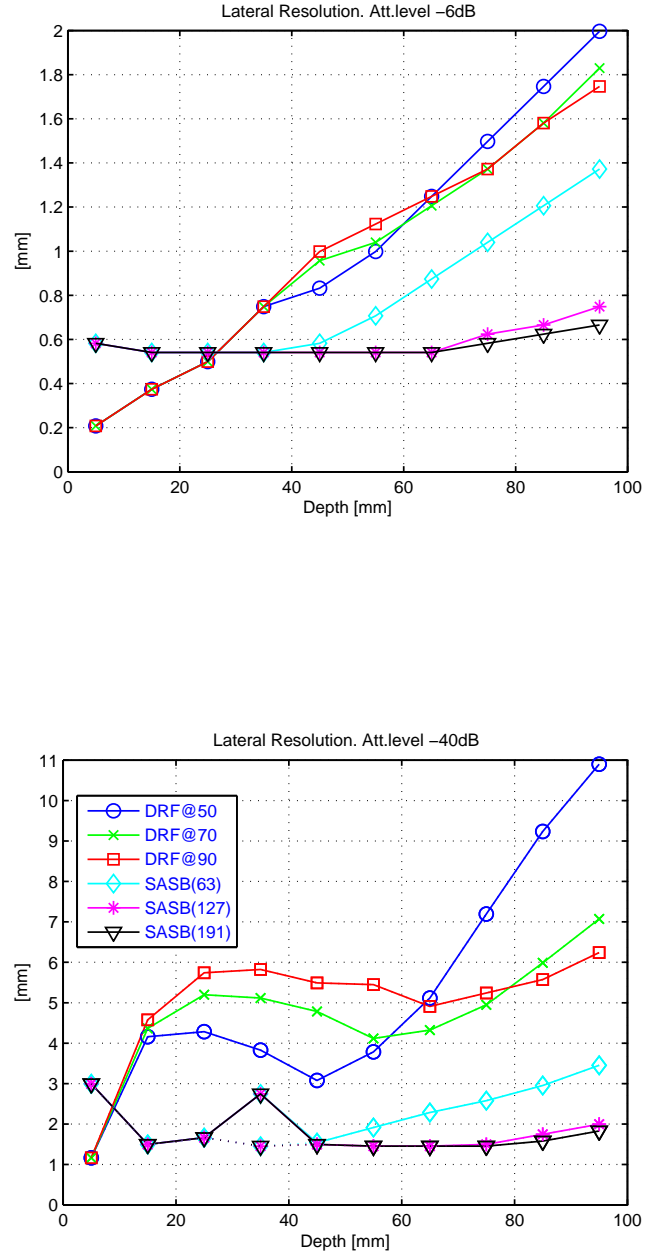 Lateral Resolution. Att.level −6dB
2
1.8
1.6
1.4
1.2
1
0.8
0.6
0.4
0.2
0
[mm]
0 20 40 60 80 100
Depth [mm]
Lateral Resolution. Att.level −40dB
11
10
9
8
7
6
5
4
3
2
1
0
[mm]
DRF@50
DRF@70
DRF@90
SASB(63)
SASB(127)
SASB(191)
0 20 40 60 80 100
Depth [mm]